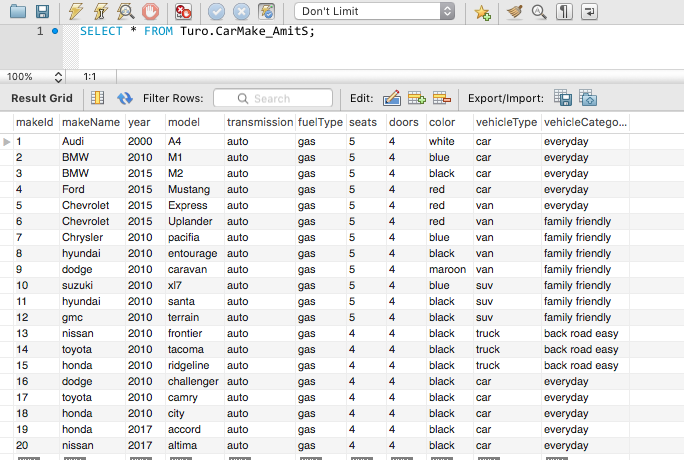 Don't Limit
1 SELECT * FROM Turo.CarMake_AmitS;
100% 1:1
Result Grid Filter Rows: Search Edit: Export/Import:
makeId makeName year model transmission fuelType seats doors color vehicleType vehicleCatego...
1 Audi 2000 A4 auto gas 5 4 white car everyday
2 BMW 2010 M1 auto gas 5 4 blue car everyday
3 BMW 2015 M2 auto gas 5 4 black car everyday
4 Ford 2015 Mustang auto gas 5 4 red car everyday
5 Chevrolet 2015 Express auto gas 5 4 red van everyday
6 Chevrolet 2015 Uplander auto gas 5 4 red van family friendly
7 Chrysler 2010 pacifia auto gas 5 4 blue van family friendly
8 hyundai 2010 entourage auto gas 5 4 black van family friendly
9 dodge 2010 caravan auto gas 5 4 maroon van family friendly
10 suzuki 2010 xl7 auto gas 5 4 blue suv family friendly
11 hyundai 2010 santa auto gas 5 4 black suv family friendly
12 gmc 2010 terrain auto gas 5 4 black suv family friendly
13 nissan 2010 frontier auto gas 4 4 black truck back road easy
14 toyota 2010 tacoma auto gas 4 4 black truck back road easy
15 honda 2010 ridgeline auto gas 4 4 black truck back road easy
16 dodge 2010 challenger auto gas 4 4 black car everyday
17 toyota 2010 camry auto gas 4 4 black car everyday
18 honda 2010 city auto gas 4 4 black car everyday
19 honda 2017 accord auto gas 4 4 black car everyday
20 nissan 2017 altima auto gas 4 4 black car everyday